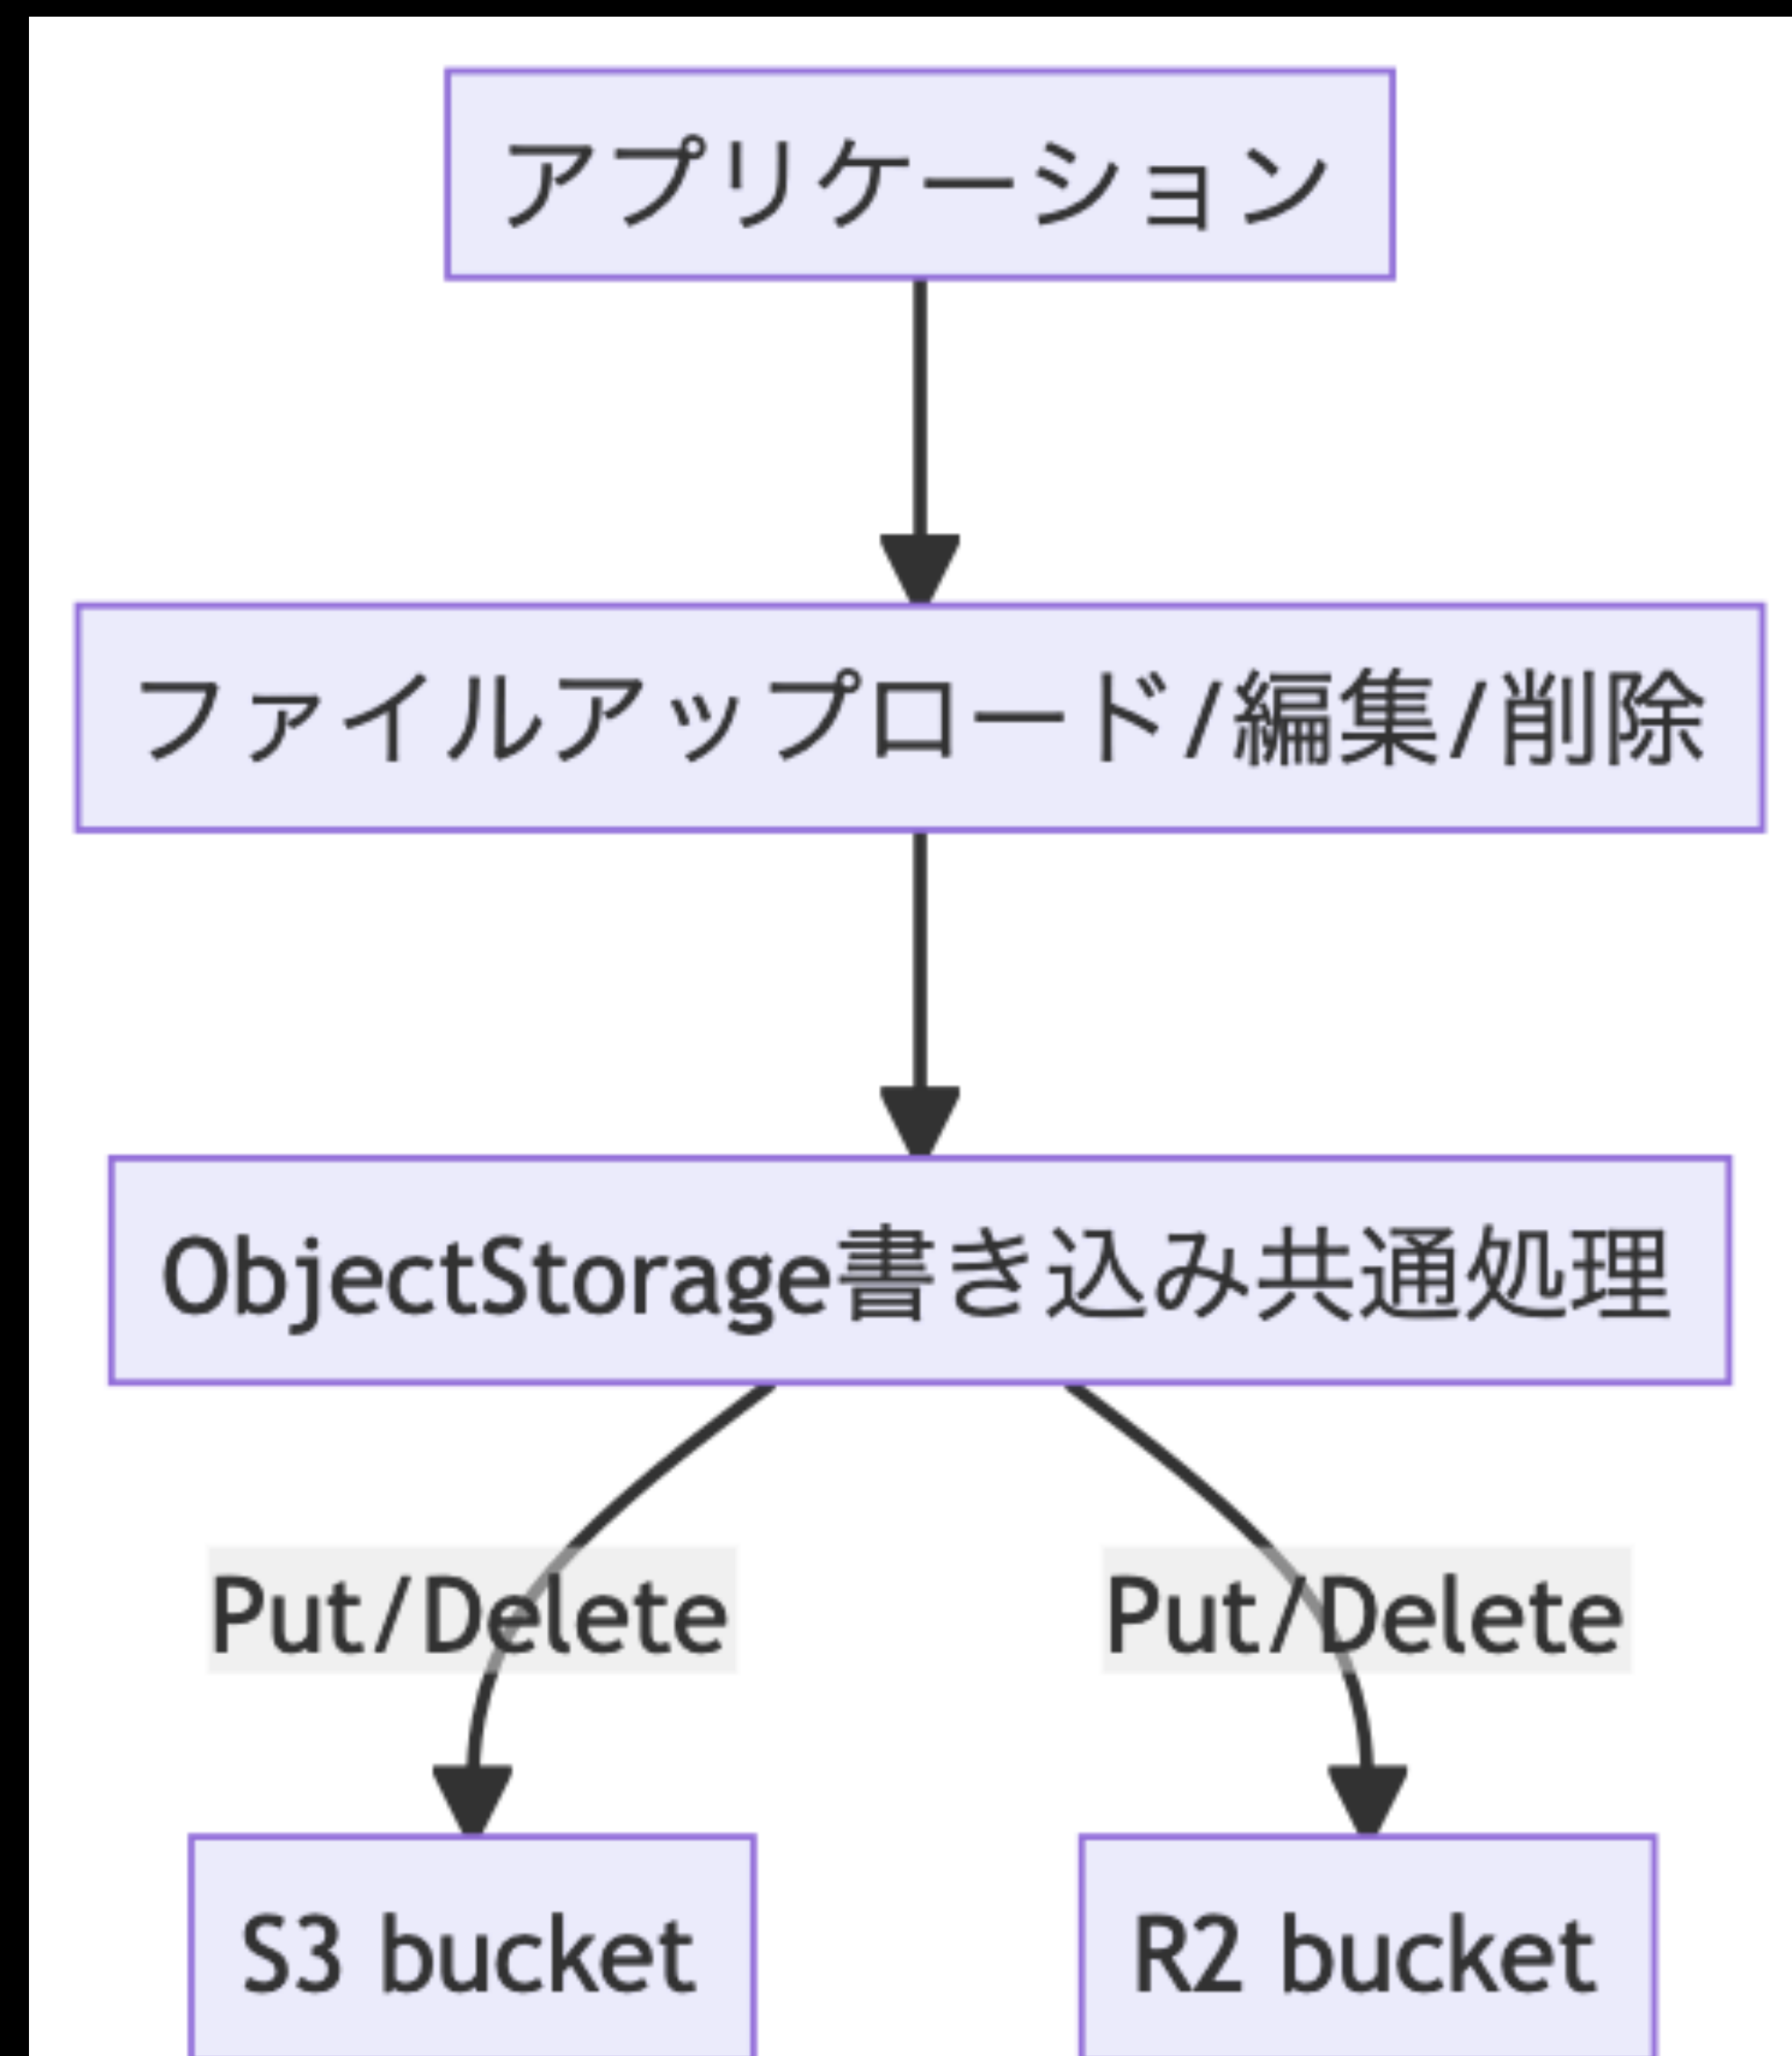 アプリケーション
ファイルアップロード/編集/削除
ObjectStorage書き込み共通処理
Put/Delete
Put/Delete
S3 bucket
R2 bucket